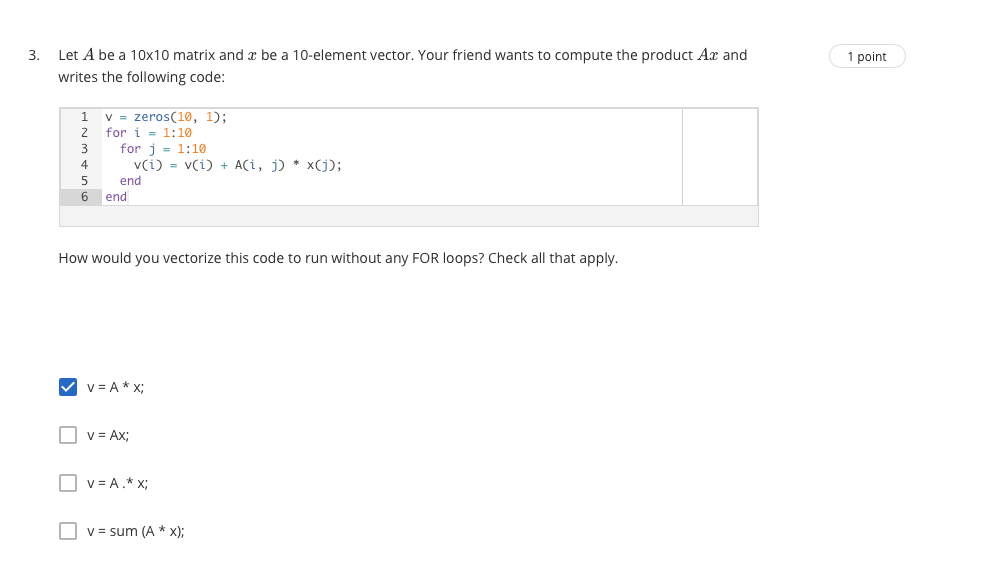 3. Let A be a 10x10 matrix and x be a 10-element vector. Your friend wants to compute the product Ax and
1 point
writes the following code:
1 v = zeros(10, 1);
2 for i = 1:10
3 for j = 1:10
4 v(i) = v(i) + A(i, j) * x(j);
5 end
6 end
How would you vectorize this code to run without any FOR loops? Check all that apply.
v = A * x;
v = Ax;
v = A .* x;
v = sum (A * x);